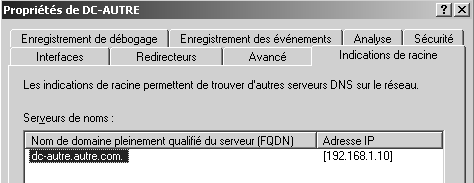 Propriétés de DC-AUTRE
Enregistrement de débogage Enregistrement des événements Analyse Sécurité
Interfaces Redirecteurs Avancé Indications de racine
Les indications de racine permettent de trouver d'autres serveurs DNS sur le réseau.
Serveurs de noms :
Nom de domaine pleinement qualifié du serveur (FQDN) Adresse IP
dc-autre.autre.com. [192.168.1.10]